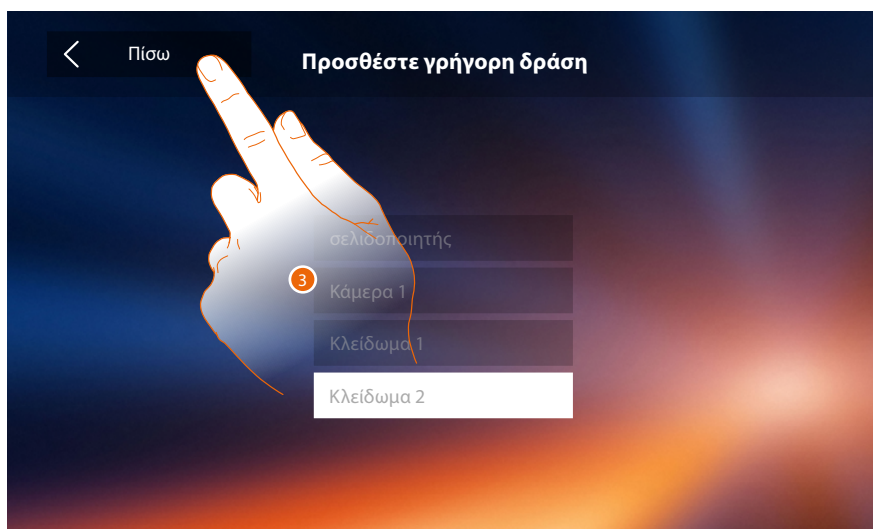 Πίσω
Προσθέστε γρήγορη δράση
σελιδοποιητής
3
Κάμερα 1
Κλείδωμα 1
Κλείδωμα 2